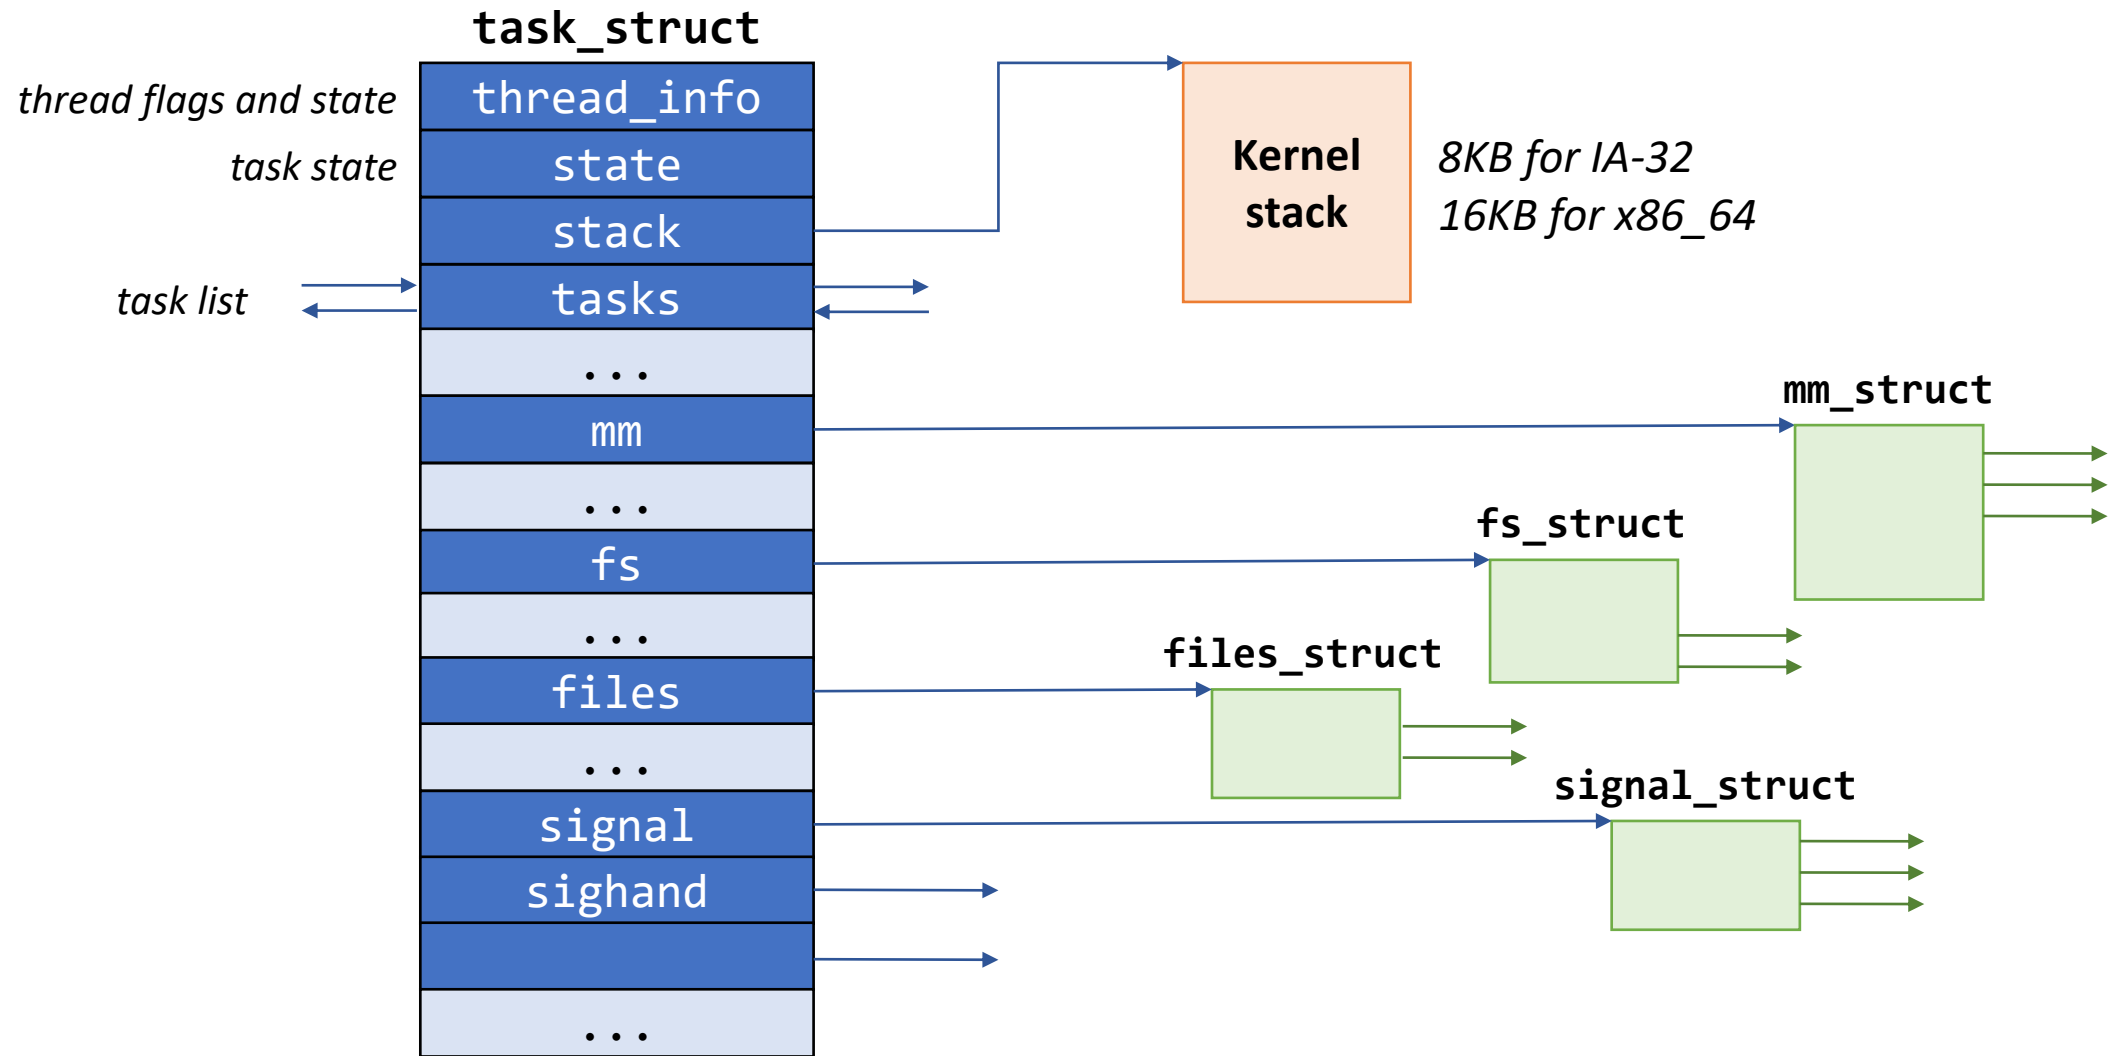 task_struct
thread flags and state
thread_info
task state
state
stack
task list
tasks
...
mm
...
fs
...
files
...
signal
sighand
...
Kernel
stack
8KB for IA-32
16KB for x86_64
mm_struct
fs_struct
files_struct
signal_struct